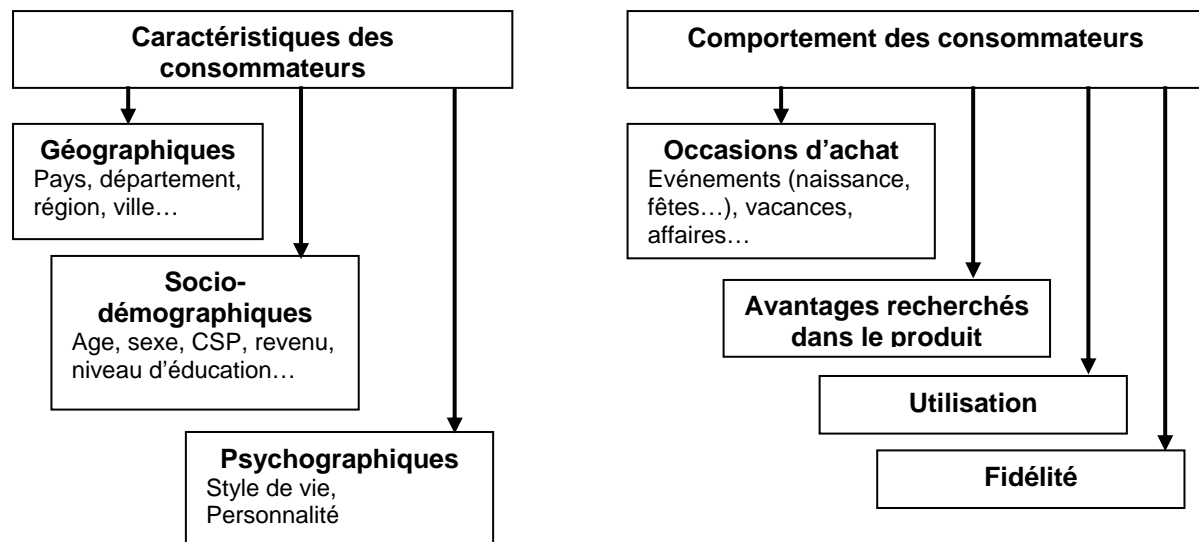 Caractéristiques des
consommateurs
Géographiques
Pays, département,
région, ville…
Socio-
démographiques
Age, sexe, CSP, revenu,
niveau d’éducation…
Psychographiques
Style de vie,
Personnalité
Comportement des consommateurs
Occasions d’achat
Evénements (naissance,
fêtes…), vacances,
affaires…
Avantages recherchés
dans le produit
Utilisation
Fidélité